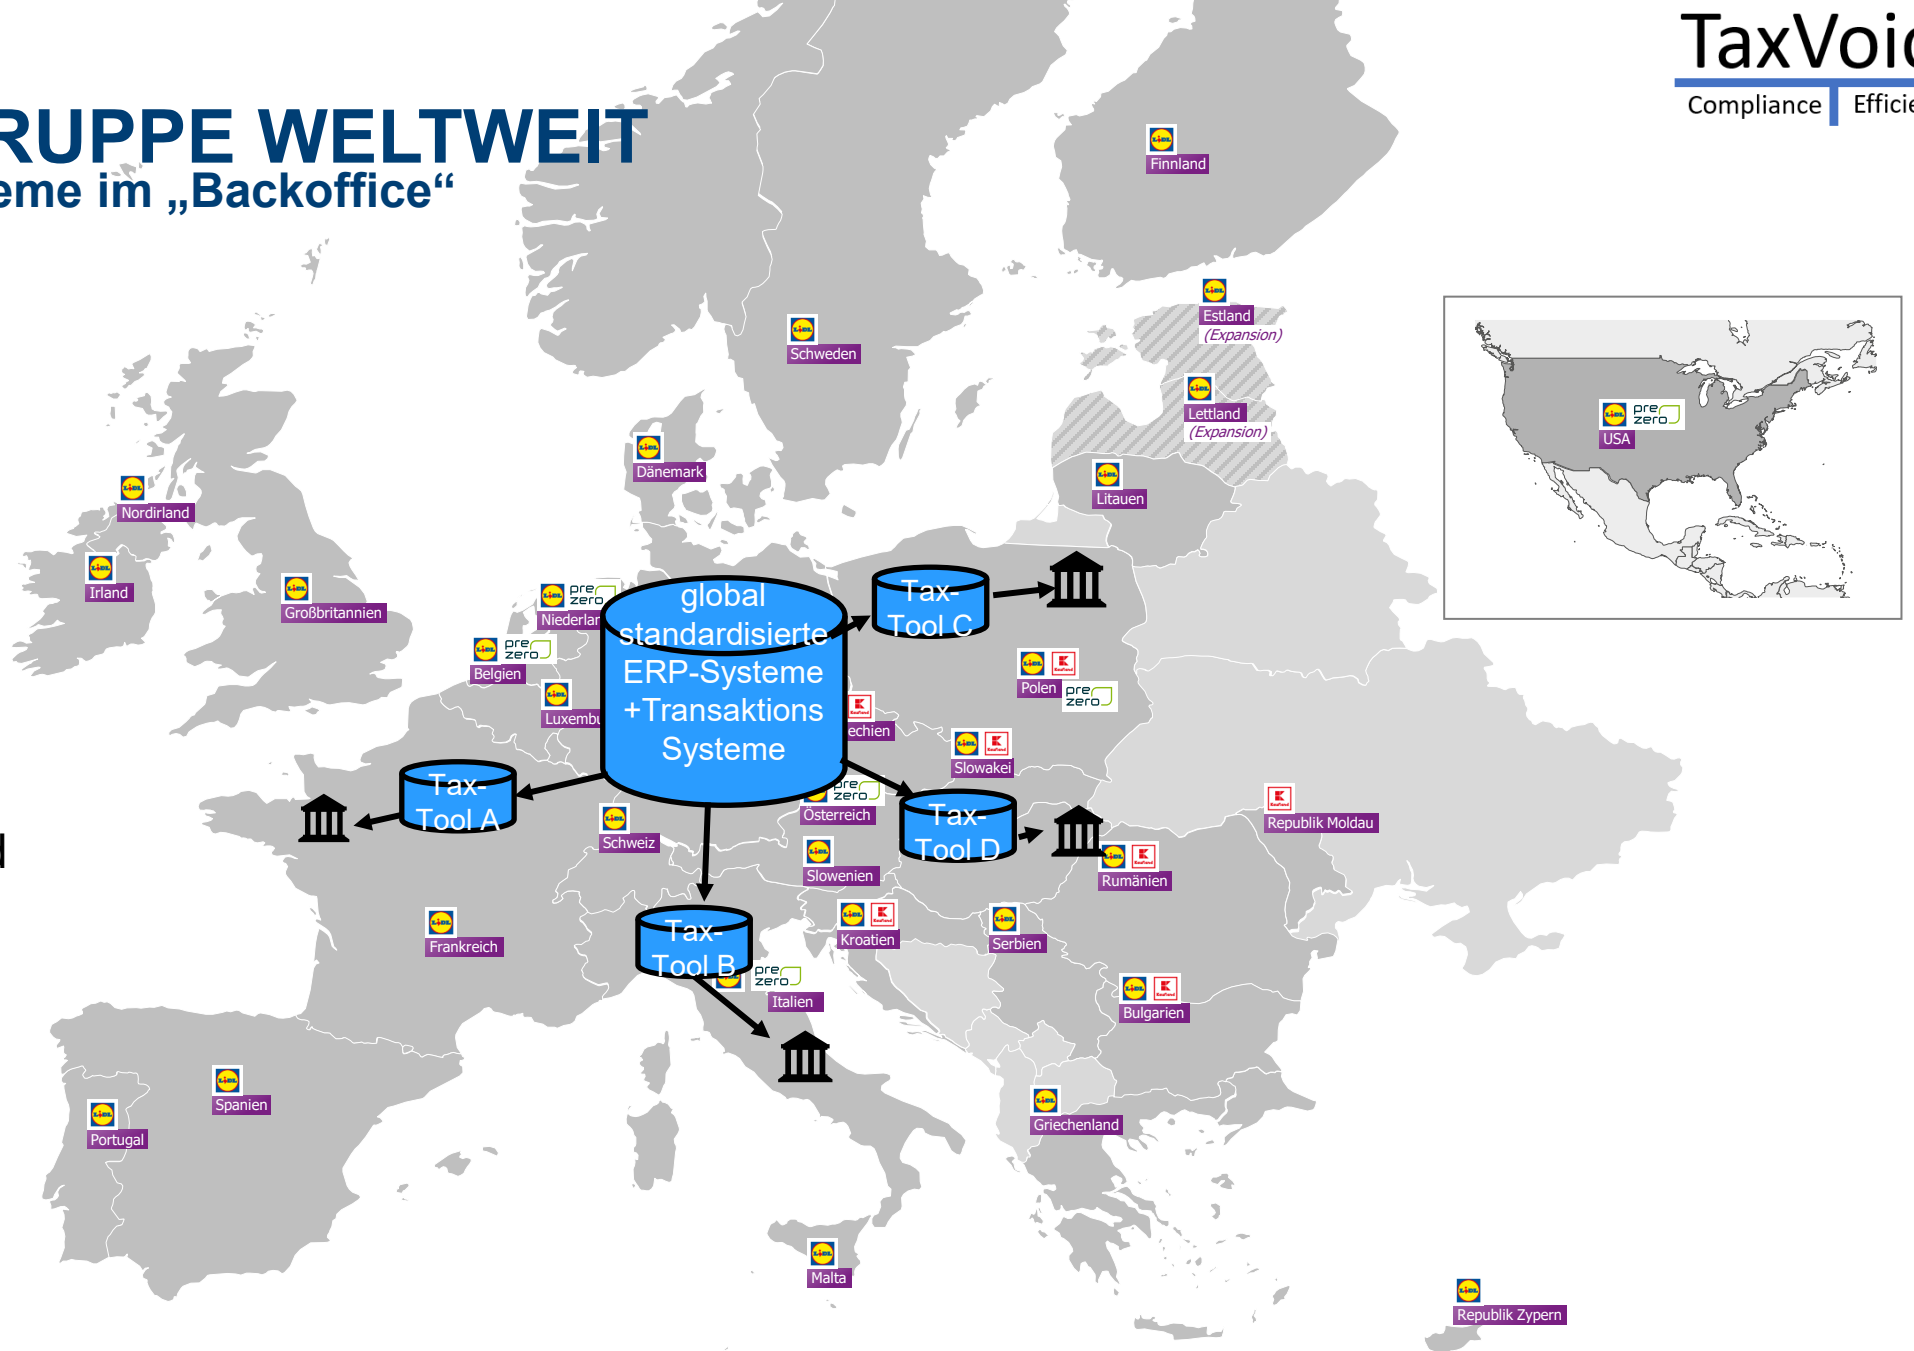 TaxVoic
Compliance
Efficie
RUPPE WELTWEIT
eme im „Backoffice“
Finnland
Estland
(Expansion)
Schweden
Lettland
(Expansion)
pre
zero
USA
Dänemark
Litauen
Nordirland
Irland
Großbritannien
pre
zero
Niederlan
pre
zero
Belgien
Luxembu
global
standardisierte
ERP-Systeme
+Transaktions
Systeme
Tax-
Tool C
Polen
pre
zero
echien
Slowakei
Tax-
Tool A
pre
zero
Österreich
Schweiz
Tax-
Tool D
Republik Moldau
Slowenien
Rumänien
Frankreich
Tax-
Tool B
Kroatien
Serbien
pre
zero
Italien
Bulgarien
Spanien
Portugal
Griechenland
Malta
Republik Zypern
d